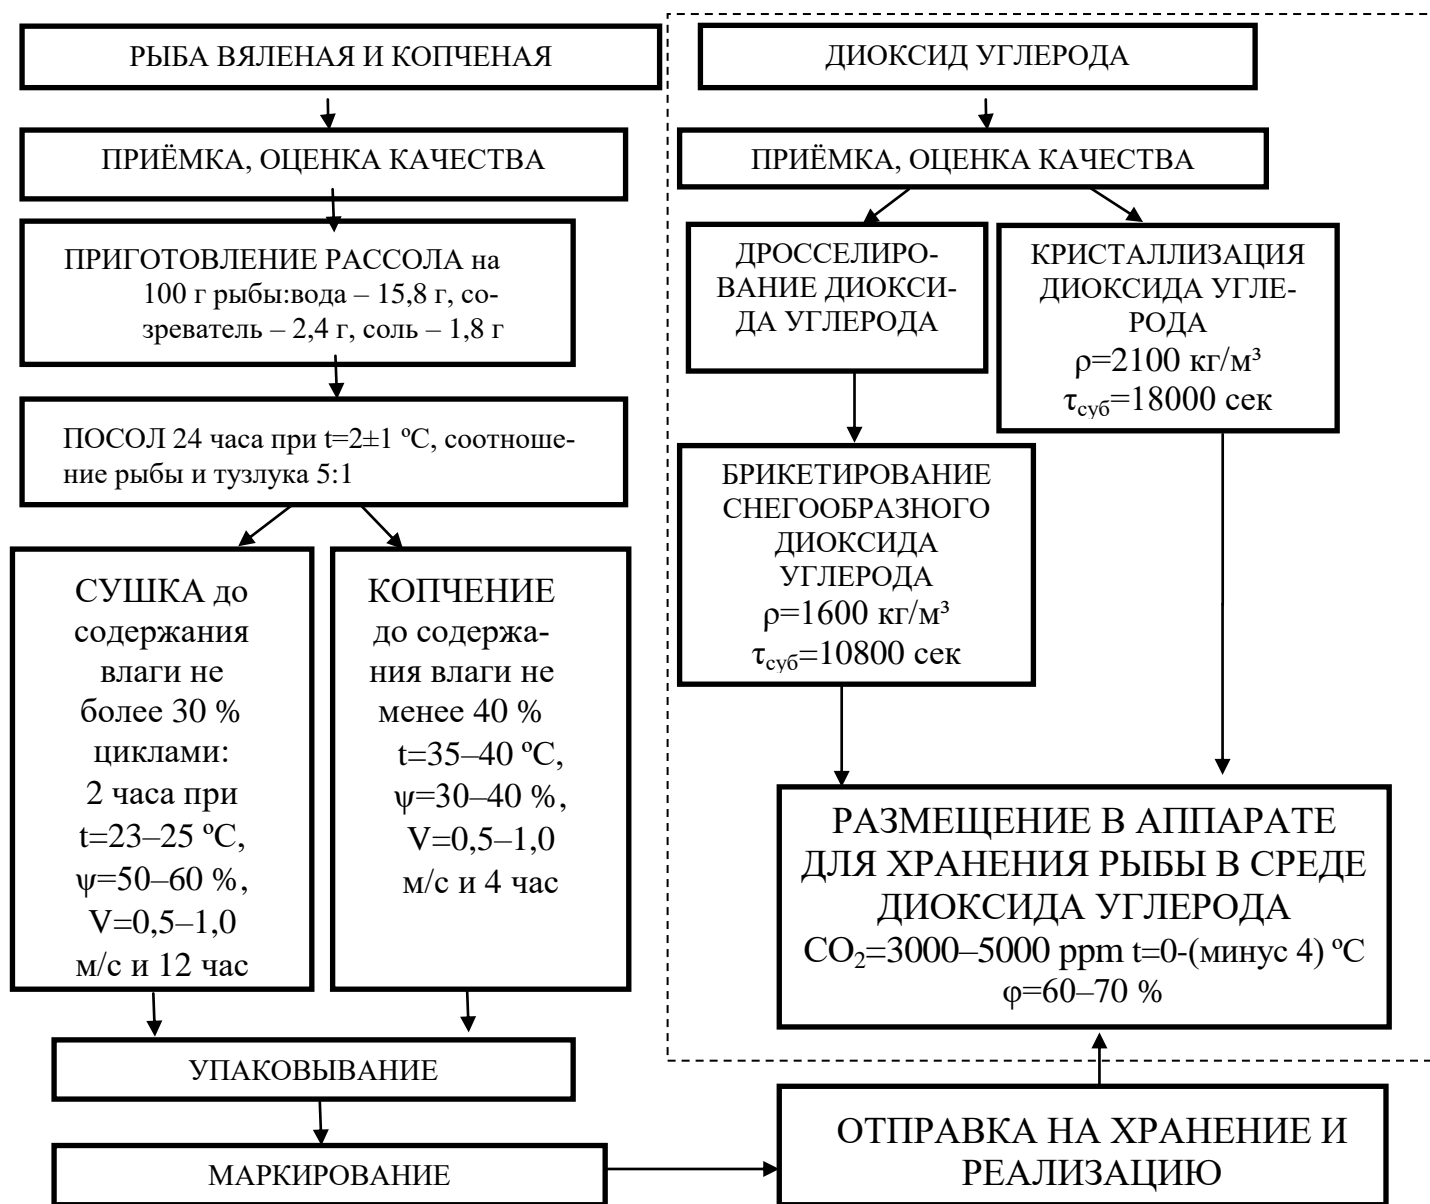 РЫБА ВЯЛЕНАЯ И КОПЧЕНАЯ
ПРИЁМКА, ОЦЕНКА КАЧЕСТВА
ПРИГОТОВЛЕНИЕ РАССОЛА на
100 г рыбы:вода – 15,8 г, со-
зреватель – 2,4 г, соль – 1,8 г
ПОСОЛ 24 часа при t=2±1 ºС, соотноше-
ние рыбы и тузлука 5:1
СУШКА до
содержания
влаги не
более 30 %
циклами:
2 часа при
t=23–25 ºС,
ψ=50–60 %,
V=0,5–1,0
м/с и 12 час
КОПЧЕНИЕ
до содержа-
ния влаги не
менее 40 %
t=35–40 ºС,
ψ=30–40 %,
V=0,5–1,0
м/с и 4 час
УПАКОВЫВАНИЕ
МАРКИРОВАНИЕ
ДИОКСИД УГЛЕРОДА
ПРИЁМКА, ОЦЕНКА КАЧЕСТВА
ДРОССЕЛИРО-
ВАНИЕ ДИОКСИ-
ДА УГЛЕРОДА
КРИСТАЛЛИЗАЦИЯ
ДИОКСИДА УГЛЕ-
РОДА
ρ=2100 кг/м³
τсуб=18000 сек
БРИКЕТИРОВАНИЕ
СНЕГООБРАЗНОГО
ДИОКСИДА
УГЛЕРОДА
ρ=1600 кг/м³
τсуб=10800 сек
РАЗМЕЩЕНИЕ В АППАРАТЕ
ДЛЯ ХРАНЕНИЯ РЫБЫ В СРЕДЕ
ДИОКСИДА УГЛЕРОДА
СО₂=3000–5000 ppm t=0-(минус 4) ºС
φ=60–70 %
ОТПРАВКА НА ХРАНЕНИЕ И
РЕАЛИЗАЦИЮ